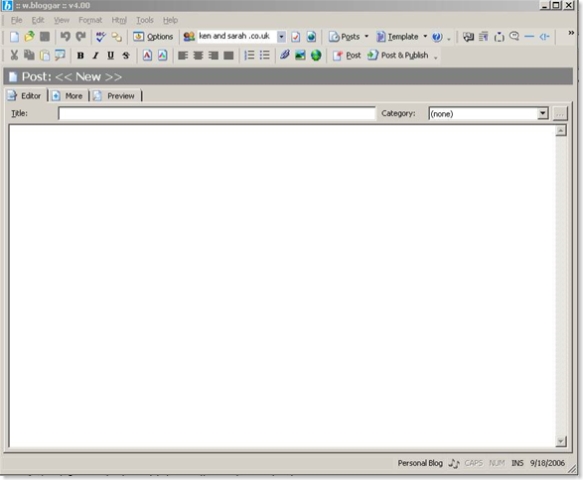 :: w.bloggar :: v4.00
File Edit View Format Html Tools Help
Options ken and sarah .co.uk Posts Template
B I U S A A Post Post & Publish
Post: << New >>
Editor More Preview
Title: Category: (none)
Personal Blog CAPS NUM INS 9/18/2006